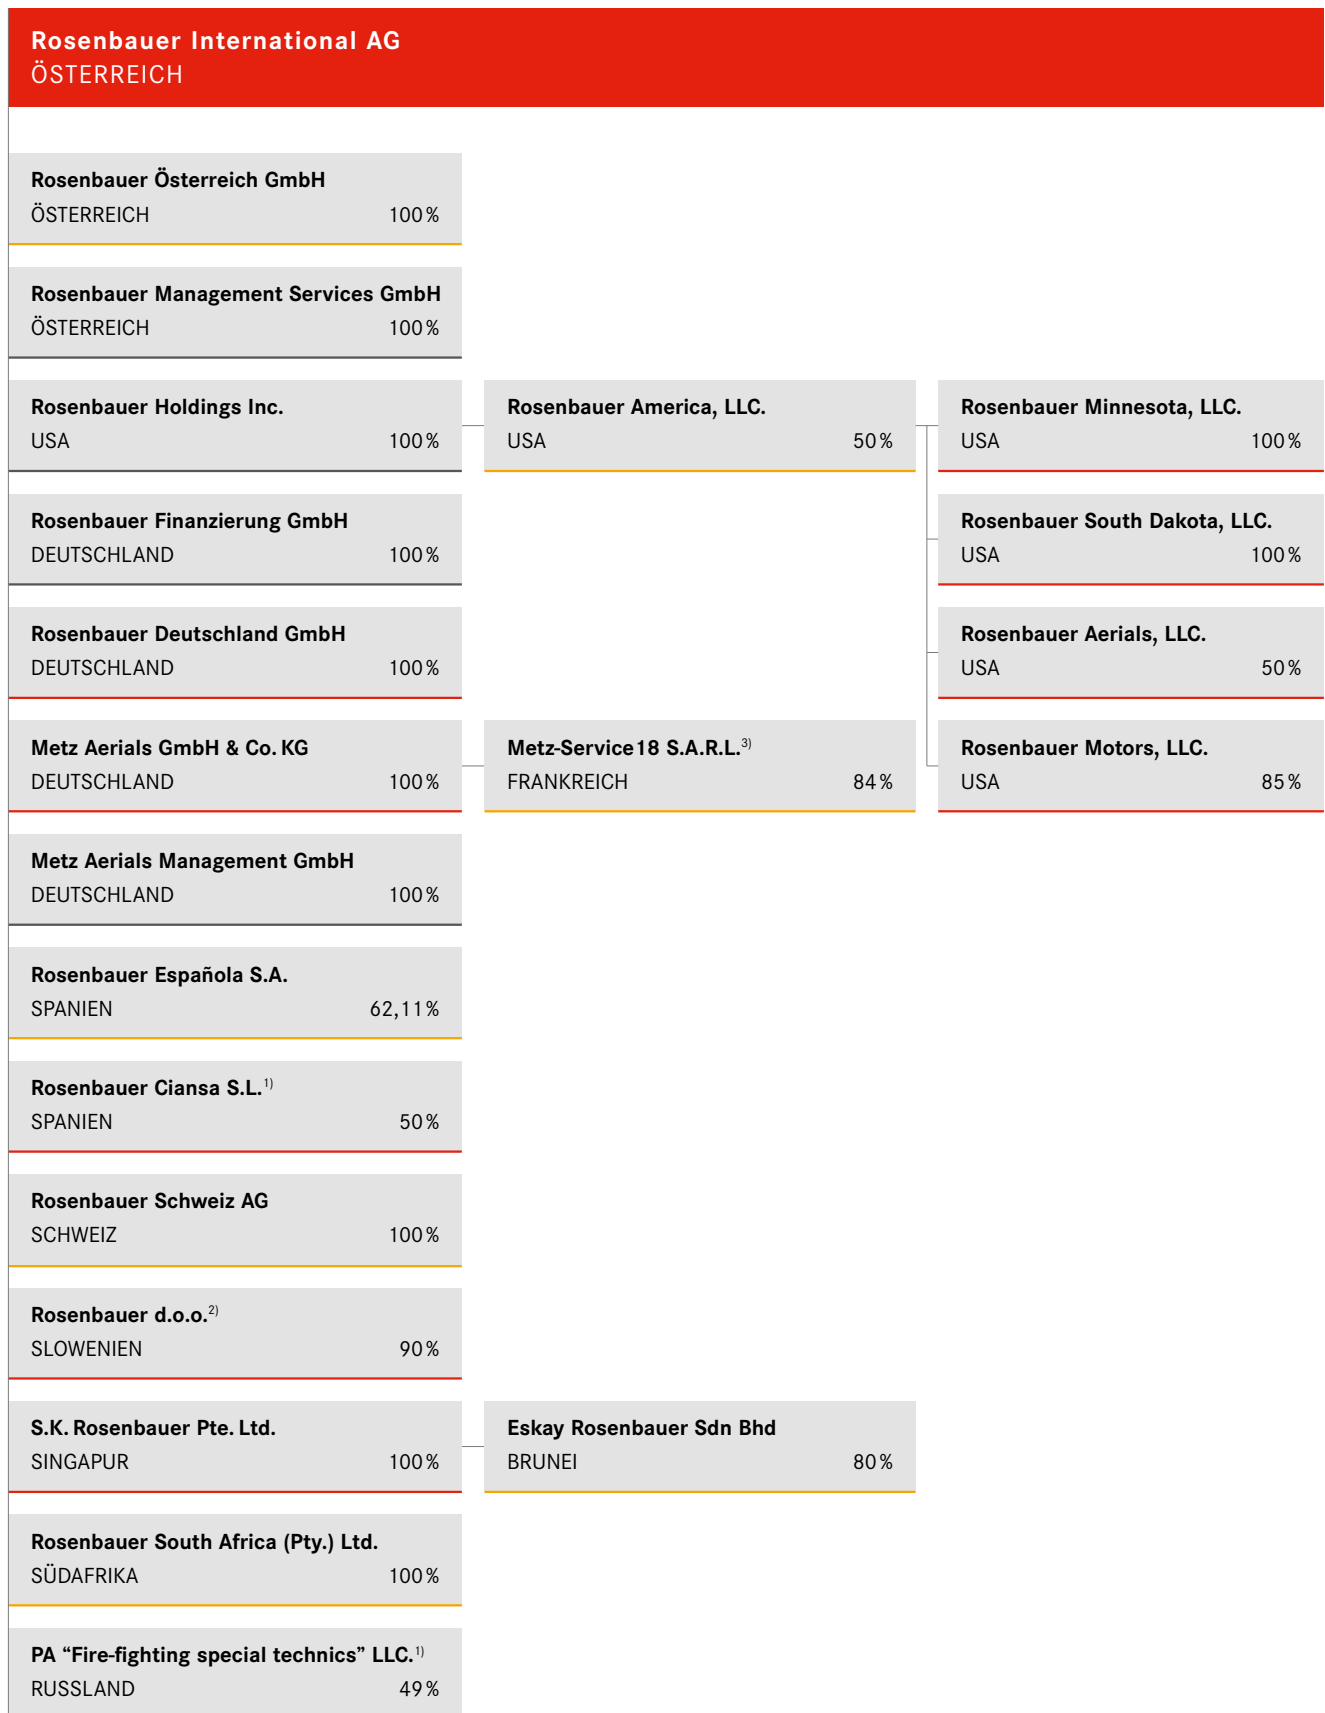 Rosenbauer International AG
ÖSTERREICH
Rosenbauer Österreich GmbH
ÖSTERREICH 100%
Rosenbauer Management Services GmbH
ÖSTERREICH 100%
Rosenbauer Holdings Inc.
USA 100%
Rosenbauer America, LLC.
USA 50%
Rosenbauer Minnesota, LLC.
USA 100%
Rosenbauer Finanzierung GmbH
DEUTSCHLAND 100%
Rosenbauer South Dakota, LLC.
USA 100%
Rosenbauer Deutschland GmbH
DEUTSCHLAND 100%
Rosenbauer Aerials, LLC.
USA 50%
Metz Aerials GmbH & Co. KG
DEUTSCHLAND 100%
Metz-Service18 S.A.R.L.3)
FRANKREICH 84%
Rosenbauer Motors, LLC.
USA 85%
Metz Aerials Management GmbH
DEUTSCHLAND 100%
Rosenbauer Española S.A.
SPANIEN 62,11%
Rosenbauer Ciansa S.L.1)
SPANIEN 50%
Rosenbauer Schweiz AG
SCHWEIZ 100%
Rosenbauer d.o.o.2)
SLOWENIEN 90%
S.K. Rosenbauer Pte. Ltd.
SINGAPUR 100%
Eskay Rosenbauer Sdn Bhd
BRUNEI 80%
Rosenbauer South Africa (Pty.) Ltd.
SÜDAFRIKA 100%
PA “Fire-fighting special technics” LLC.1)
RUSSLAND 49%